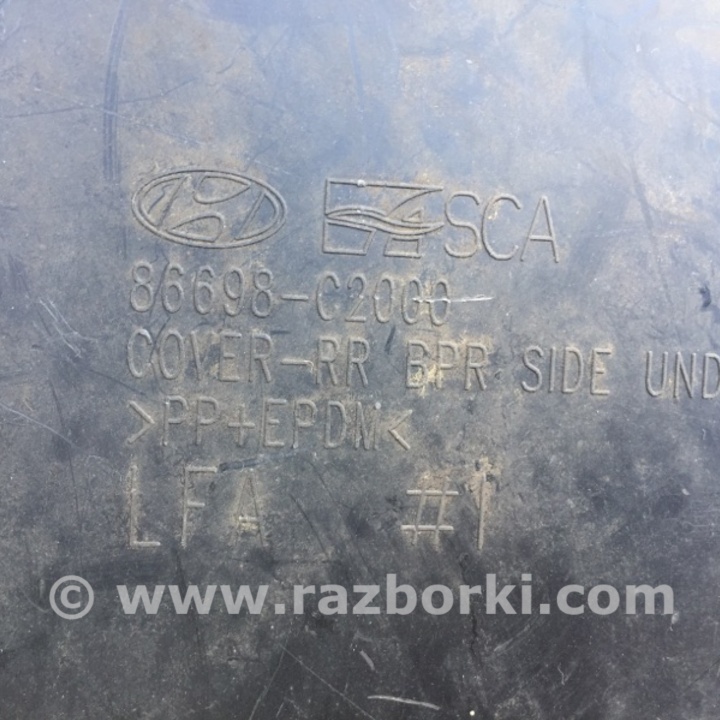 SCA
86698-C2000
COVER-RR BPR SIDE UND
>PP+EPDM<
LFA #1
© www.razborki.com